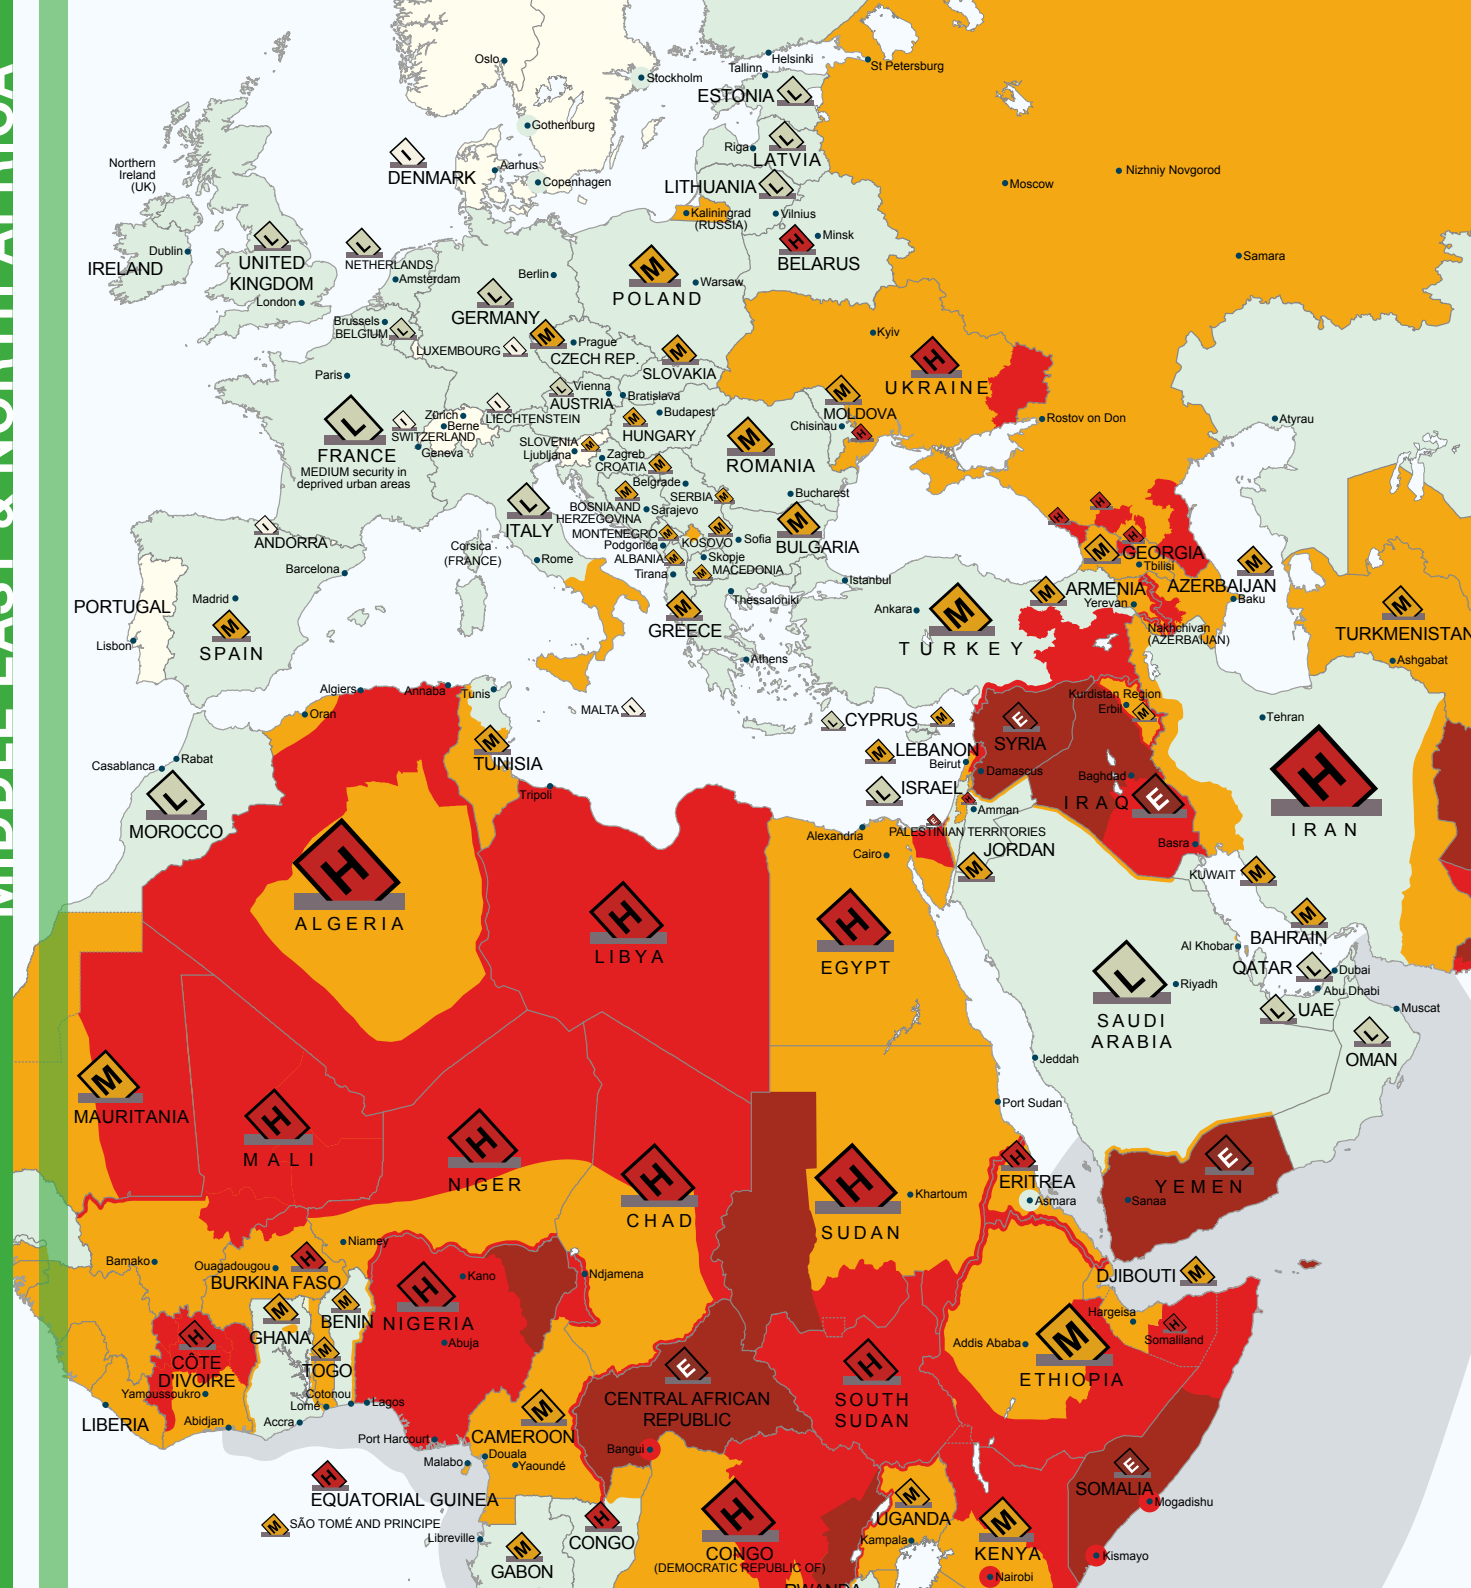 MIDDLE EAST & NORTH AFRICA
Oslo
Helsinki
St Petersburg
Tallinn
Stockholm
ESTONIA
L
Gothenburg
L
Riga
LATVIA
Northern
Ireland
(UK)
I
DENMARK
Aarhus
Copenhagen
LITHUANIA
L
Nizhniy Novgorod
Moscow
Kaliningrad
(RUSSIA)
Vilnius
H
Minsk
BELARUS
Dublin
IRELAND
L
UNITED
KINGDOM
London
L
NETHERLANDS
Amsterdam
Berlin
M
POLAND
Warsaw
Samara
L
GERMANY
Brussels
BELGIUM
L
LUXEMBOURG
I
M
Prague
CZECH REP.
M
SLOVAKIA
Kyiv
H
UKRAINE
Paris
L
FRANCE
MEDIUM security in
deprived urban areas
I
SWITZERLAND
Zürich
Berne
Geneva
I
LIECHTENSTEIN
L
Vienna
AUSTRIA
Bratislava
Budapest
M
HUNGARY
M
MOLDOVA
Chisinau
H
Rostov on Don
Atyrau
SLOVENIA
M
Ljubljana
Zagreb
CROATIA
M
M
ROMANIA
Belgrade
SERBIA
M
Bucharest
M
BOSNIA AND
HERZEGOVINA
Sarajevo
L
ITALY
I
ANDORRA
Corsica
(FRANCE)
Rome
MONTENEGRO
M
Podgorica
KOSOVO
M
Sofia
M
BULGARIA
ALBANIA
M
Skopje
M
MACEDONIA
Tirana
Thessaloniki
Istanbul
H
H
H
M
GEORGIA
Tbilisi
M
AZERBAIJAN
Baku
M
ARMENIA
Yerevan
Nakhchivan
(AZERBAIJAN)
M
TURKMENISTAN
Ashgabat
Barcelona
PORTUGAL
Madrid
M
SPAIN
Lisbon
M
GREECE
Athens
Ankara
M
TURKEY
Algiers
Annaba
Tunis
Oran
MALTA
I
L
CYPRUS
M
E
SYRIA
Kurdistan Region
Erbil
M
Tehran
Rabat
Casablanca
L
MOROCCO
M
TUNISIA
Tripoli
M
LEBANON
Beirut
Damascus
Baghdad
IRAQ
E
Basra
H
IRAN
L
ISRAEL
H
Amman
E
PALESTINIAN TERRITORIES
Alexandria
Cairo
M
JORDAN
KUWAIT
M
H
ALGERIA
H
LIBYA
H
EGYPT
M
BAHRAIN
Al Khobar
QATAR
L
Dubai
Abu Dhabi
L
UAE
Muscat
L
Riyadh
SAUDI
ARABIA
L
OMAN
Jeddah
M
MAURITANIA
H
MALI
H
NIGER
H
CHAD
Port Sudan
H
SUDAN
Khartoum
H
ERITREA
Asmara
E
YEMEN
Sanaa
Bamako
Niamey
Ouagadougou
H
BURKINA FASO
M
BENIN
M
GHANA
M
TOGO
H
NIGERIA
Kano
Abuja
Ndjamena
DJIBOUTI
M
Hargeisa
H
Somaliland
H
CÔTE
D'IVOIRE
Yamoussoukro
Abidjan
LIBERIA
Accra
Cotonou
Lomé
Lagos
Addis Ababa
M
ETHIOPIA
E
CENTRAL AFRICAN
REPUBLIC
Bangui
H
SOUTH
SUDAN
Port Harcourt
M
CAMEROON
Douala
Yaoundé
Malabo
H
EQUATORIAL GUINEA
M
SÃO TOMÉ AND PRINCIPE
Libreville
M
GABON
H
CONGO
H
CONGO
(DEMOCRATIC REPUBLIC OF)
M
UGANDA
Kampala
M
KENYA
Nairobi
E
SOMALIA
Mogadishu
Kismayo
RWANDA